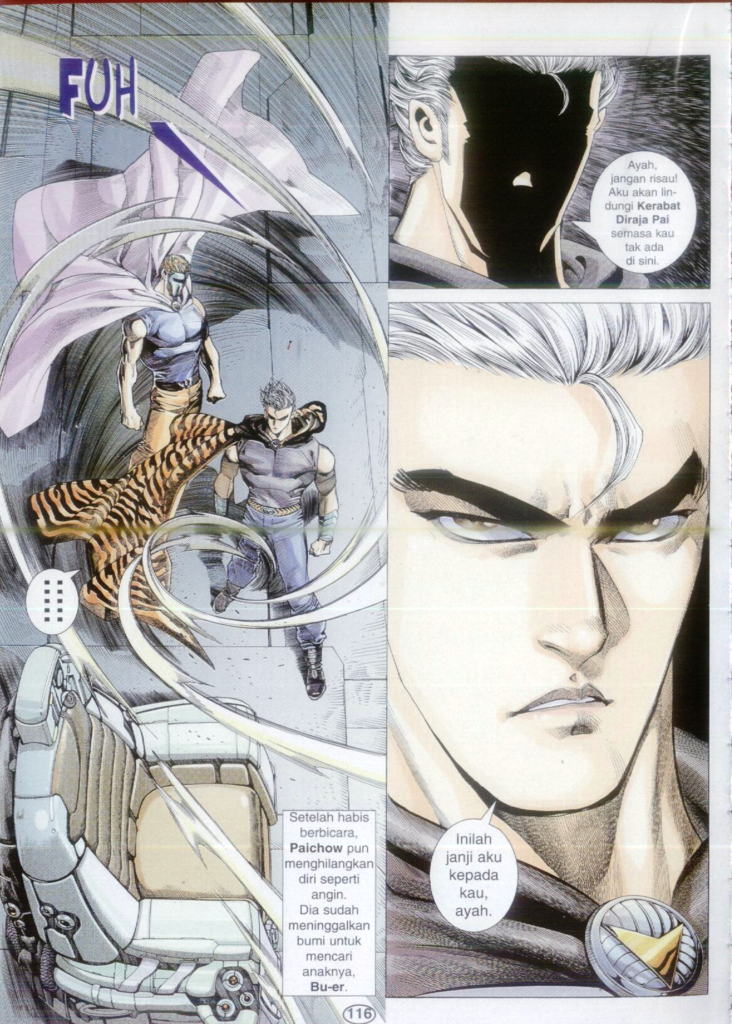 FUH
Setelah habis
berbicara,
Paichow pun
menghilangkan
diri seperti
angin.
Dia sudah
meninggalkan
bumi untuk
mencari
anaknya,
Bu-er.
116
Ayah,
jangan risau!
Aku akan lin-
dungi Kerabat
Diraja Pai
semasa kau
tak ada
di sini.
Inilah
janji aku
kepada
kau,
ayah.